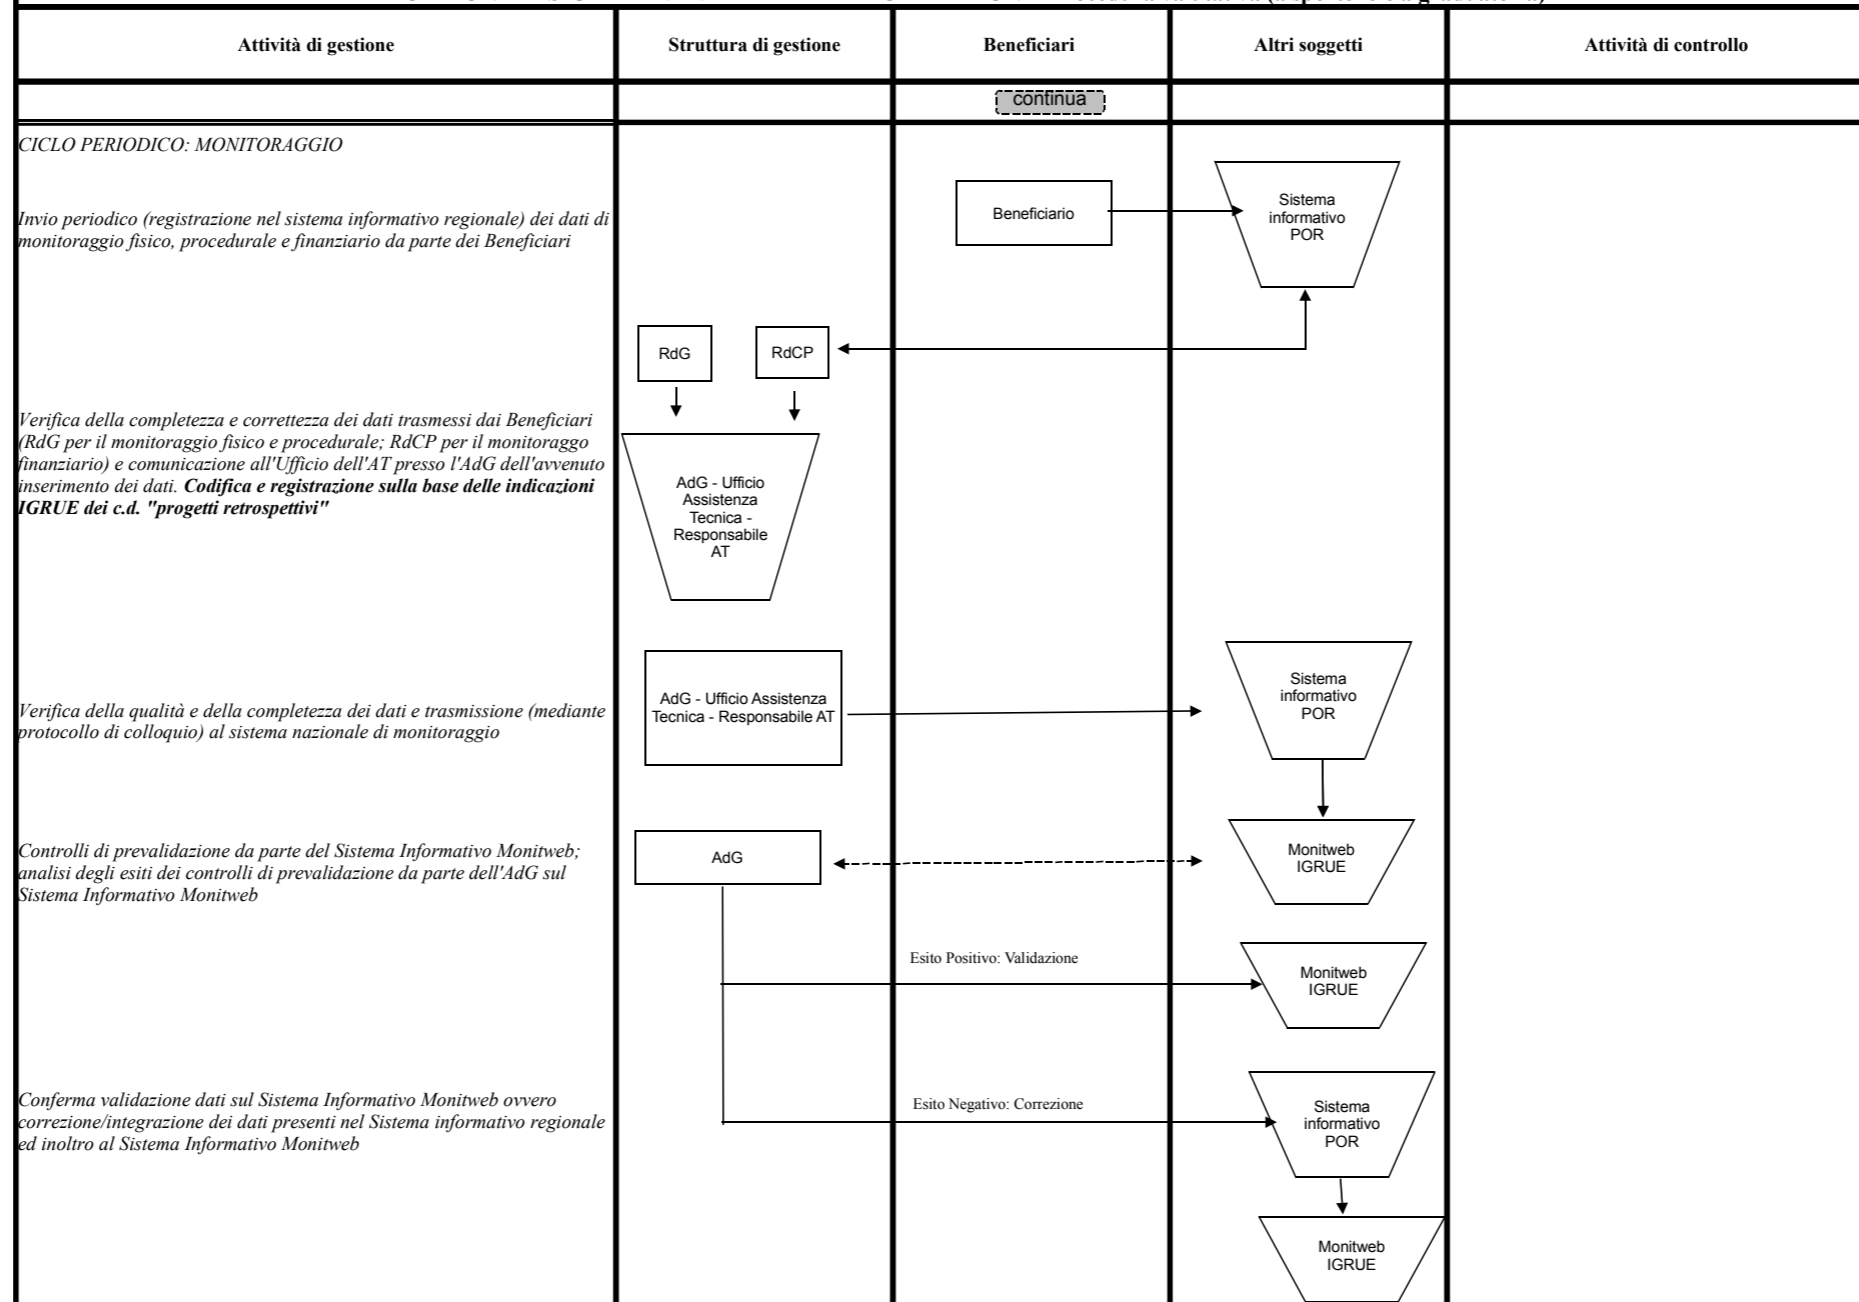 Attività di gestione
Struttura di gestione
Beneficiari
Altri soggetti
Attività di controllo
continua
CICLO PERIODICO: MONITORAGGIO
Invio periodico (registrazione nel sistema informativo regionale) dei dati di
monitoraggio fisico, procedurale e finanziario da parte dei Beneficiari
Beneficiario
Sistema
informativo
POR
RdG
RdCP
Verifica della completezza e correttezza dei dati trasmessi dai Beneficiari
(RdG per il monitoraggio fisico e procedurale; RdCP per il monitoraggo
finanziario) e comunicazione all'Ufficio dell'AT presso l'AdG dell'avvenuto
inserimento dei dati. Codifica e registrazione sulla base delle indicazioni
IGRUE dei c.d. "progetti retrospettivi"
AdG - Ufficio
Assistenza
Tecnica -
Responsabile
AT
Verifica della qualità e della completezza dei dati e trasmissione (mediante
protocollo di colloquio) al sistema nazionale di monitoraggio
AdG - Ufficio Assistenza
Tecnica - Responsabile AT
Sistema
informativo
POR
Controlli di prevalidazione da parte del Sistema Informativo Monitweb;
analisi degli esiti dei controlli di prevalidazione da parte dell'AdG sul
Sistema Informativo Monitweb
AdG
Monitweb
IGRUE
Esito Positivo: Validazione
Monitweb
IGRUE
Conferma validazione dati sul Sistema Informativo Monitweb ovvero
correzione/integrazione dei dati presenti nel Sistema informativo regionale
ed inoltro al Sistema Informativo Monitweb
Esito Negativo: Correzione
Sistema
informativo
POR
Monitweb
IGRUE